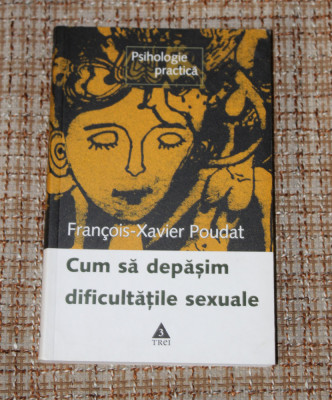 Psihologie
practică
François-Xavier Poudat
Cum să depășim
dificultățile sexuale
3
TREI